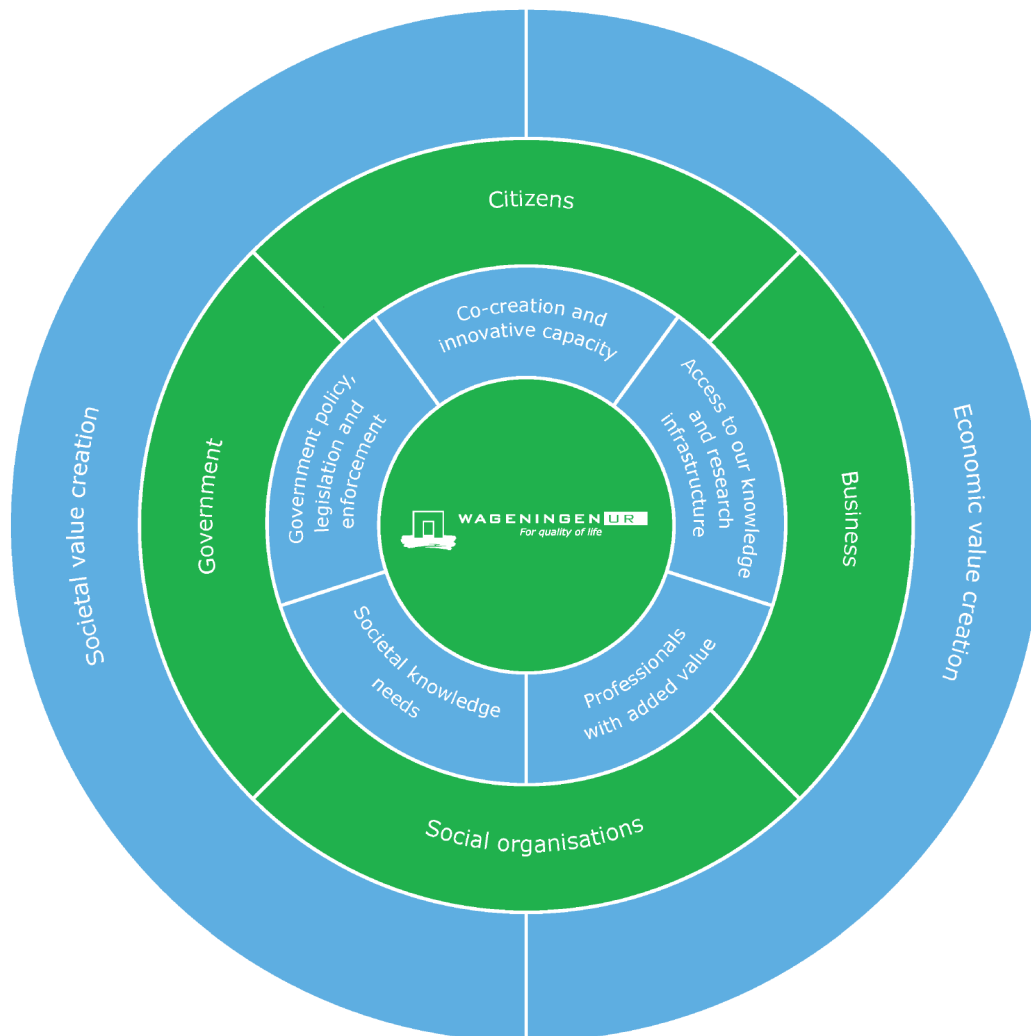 Citizens
Co-creation and
innovative capacity
Government policy,
legislation and
enforcement
Access to our knowledge
and research
infrastructure
Societal value creation
Government
WAGENINGEN UR
For quality of life
Business
Economic value creation
Societal knowledge
needs
Professionals
with added value
Social organisations